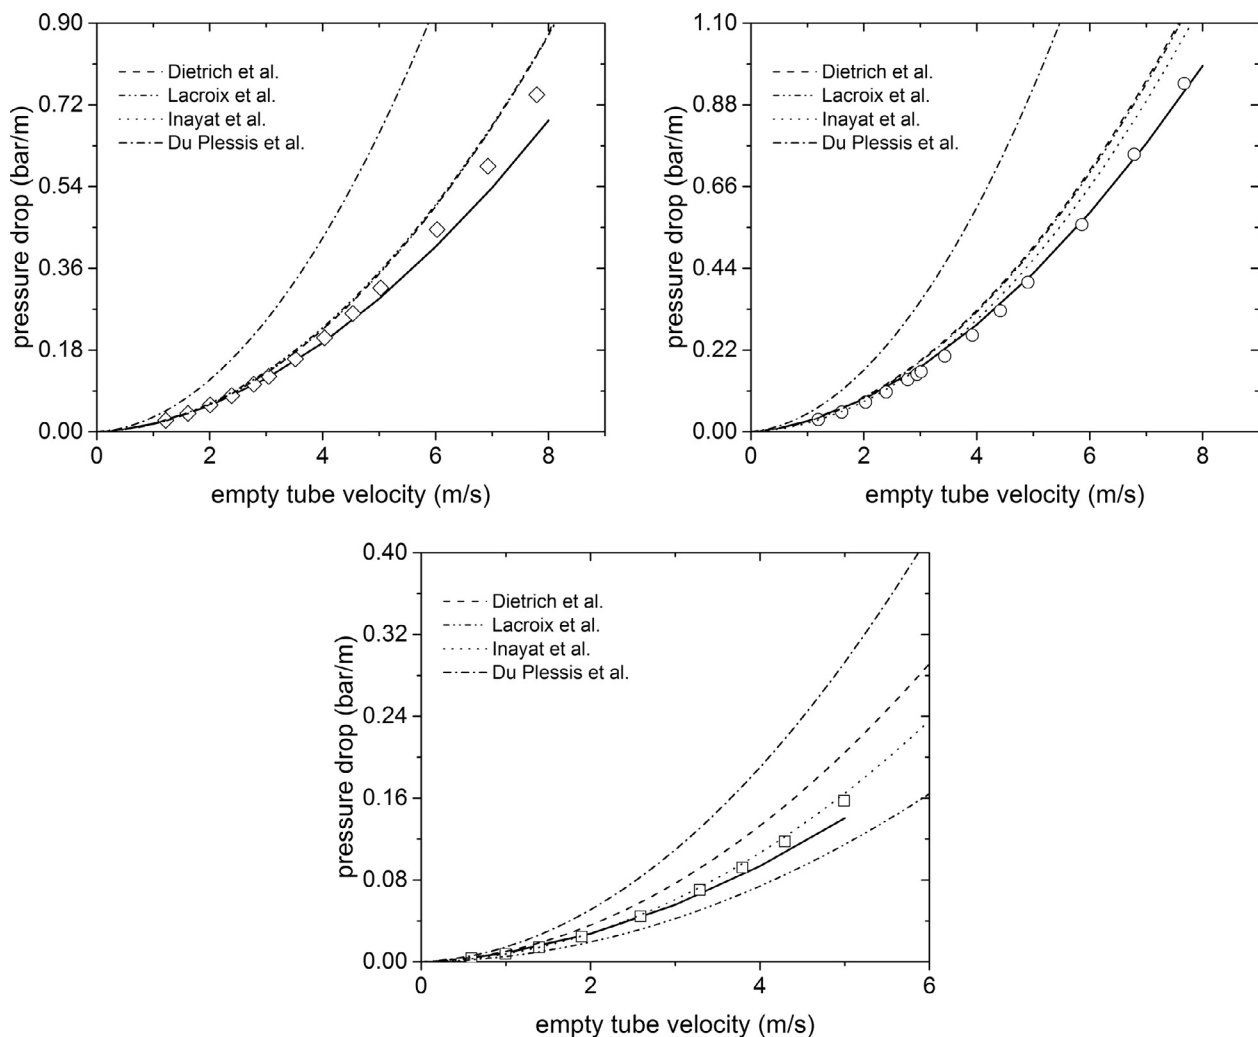 0.90
0.72
0.54
0.36
0.18
0.00
pressure drop (bar/m)
Dietrich et al.
Lacroix et al.
Inayat et al.
Du Plessis et al.
0 2 4 6 8
empty tube velocity (m/s)
1.10
0.88
0.66
0.44
0.22
0.00
pressure drop (bar/m)
Dietrich et al.
Lacroix et al.
Inayat et al.
Du Plessis et al.
0 2 4 6 8
empty tube velocity (m/s)
0.40
0.32
0.24
0.16
0.08
0.00
pressure drop (bar/m)
Dietrich et al.
Lacroix et al.
Inayat et al.
Du Plessis et al.
0 2 4 6
empty tube velocity (m/s)